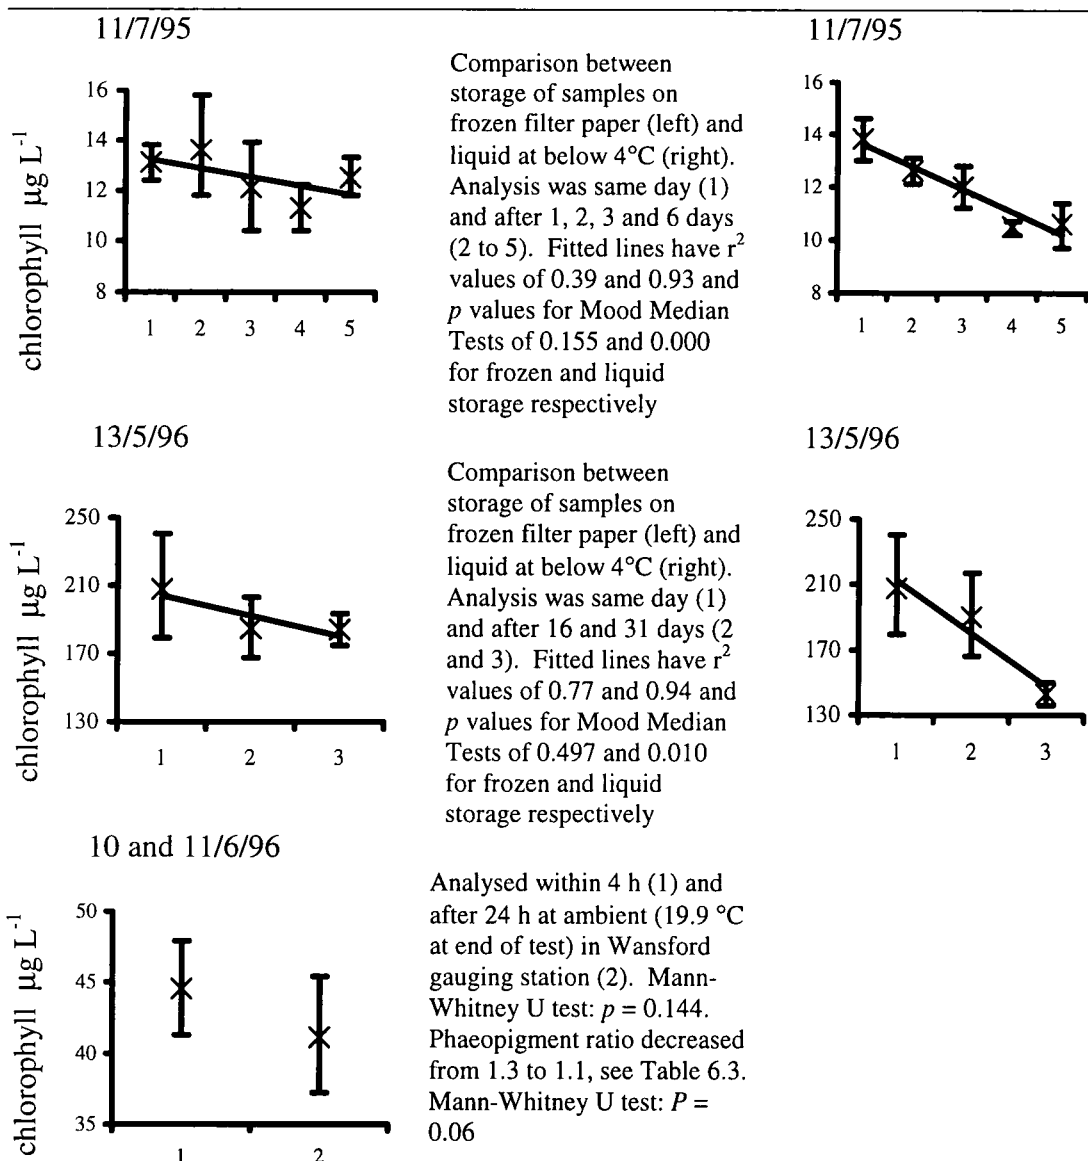 11/7/95
chlorophyll µg L-1
16
14
12
10
8
1 2 3 4 5
Comparison between
storage of samples on
frozen filter paper (left) and
liquid at below 4°C (right).
Analysis was same day (1)
and after 1, 2, 3 and 6 days
(2 to 5). Fitted lines have r2
values of 0.39 and 0.93 and
p values for Mood Median
Tests of 0.155 and 0.000
for frozen and liquid
storage respectively
11/7/95
16
14
12
10
8
1 2 3 4 5
13/5/96
chlorophyll µg L-1
250
210
170
130
1 2 3
Comparison between
storage of samples on
frozen filter paper (left) and
liquid at below 4°C (right).
Analysis was same day (1)
and after 16 and 31 days (2
and 3). Fitted lines have r2
values of 0.77 and 0.94 and
p values for Mood Median
Tests of 0.497 and 0.010
for frozen and liquid
storage respectively
13/5/96
250
210
170
130
1 2 3
10 and 11/6/96
chlorophyll µg L-1
50
45
40
35
1 2
Analysed within 4 h (1) and
after 24 h at ambient (19.9 °C
at end of test) in Wansford
gauging station (2). Mann-
Whitney U test: p = 0.144.
Phaeopigment ratio decreased
from 1.3 to 1.1, see Table 6.3.
Mann-Whitney U test: P =
0.06